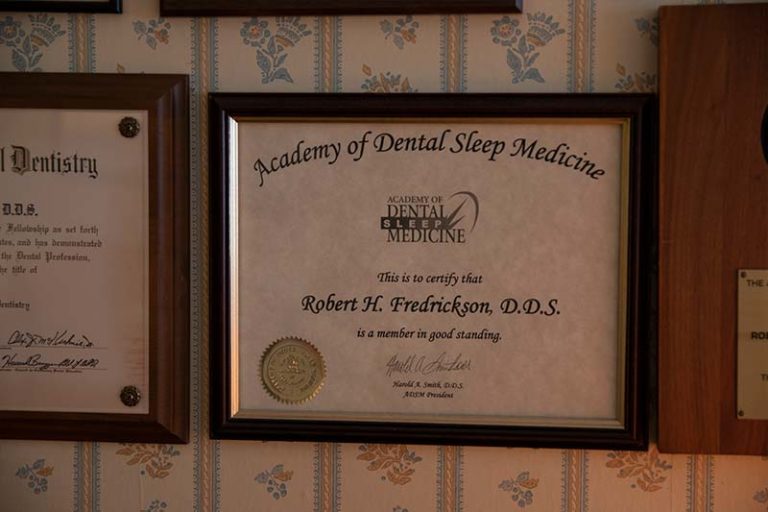 l Dentistry
D.D.S.
Fellowship as set forth
and has demonstrated
the Dental Profession,
the title of
Dentistry
Academy of Dental Sleep Medicine
ACADEMY OF
DENTAL
SLEEP
MEDICINE
This is to certify that
Robert H. Fredrickson, D.D.S.
is a member in good standing.
Harold A. Smith, D.D.S.
ADSM President
THE
RO